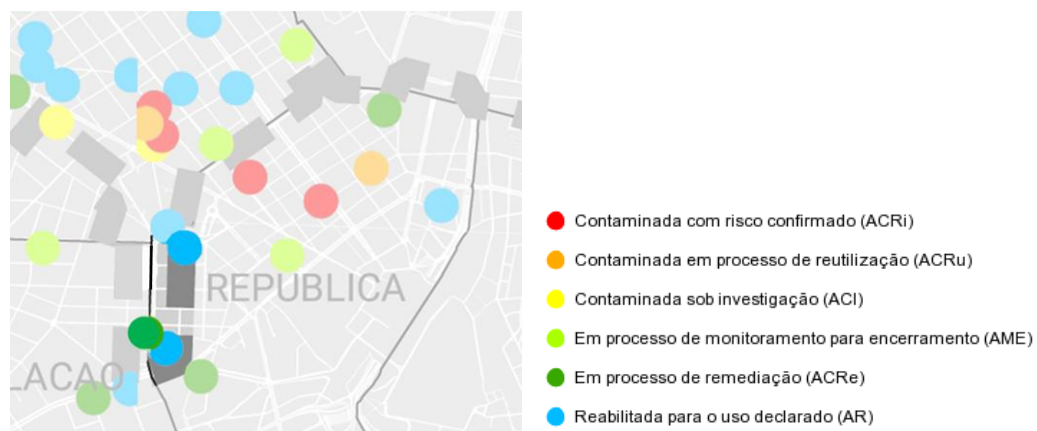 REPUBLICA
LACAO
Contaminada com risco confirmado (ACRi)
Contaminada em processo de reutilização (ACRu)
Contaminada sob investigação (ACI)
Em processo de monitoramento para encerramento (AME)
Em processo de remediação (ACRe)
Reabilitada para o uso declarado (AR)